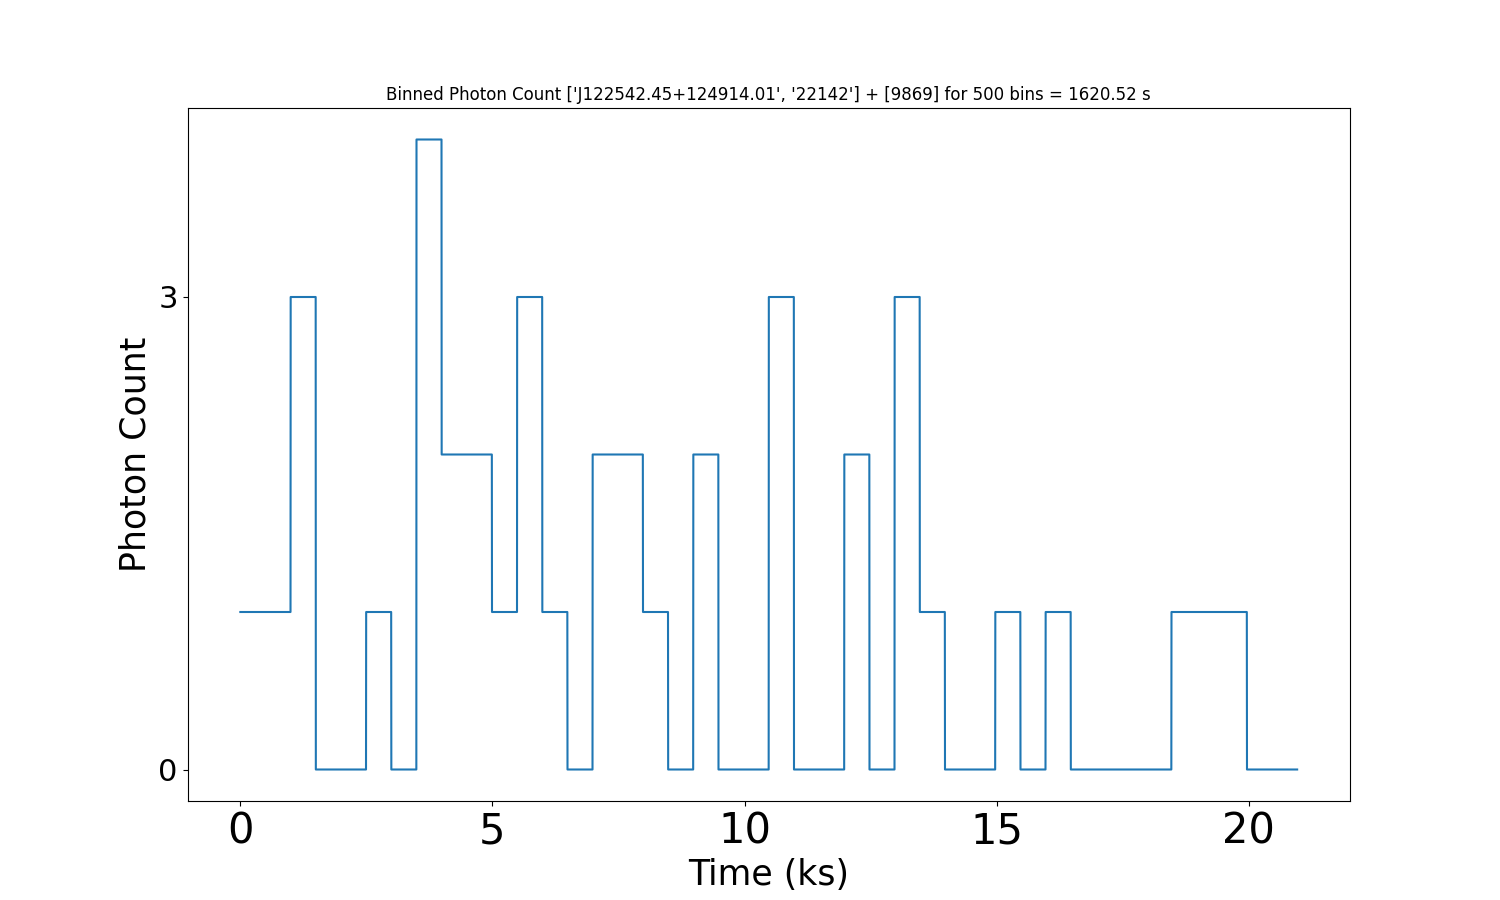 Binned Photon Count ['J122542.45+124914.01', '22142'] + [9869] for 500 bins = 1620.52 s
Photon Count
3
0
0 5 10 15 20
Time (ks)